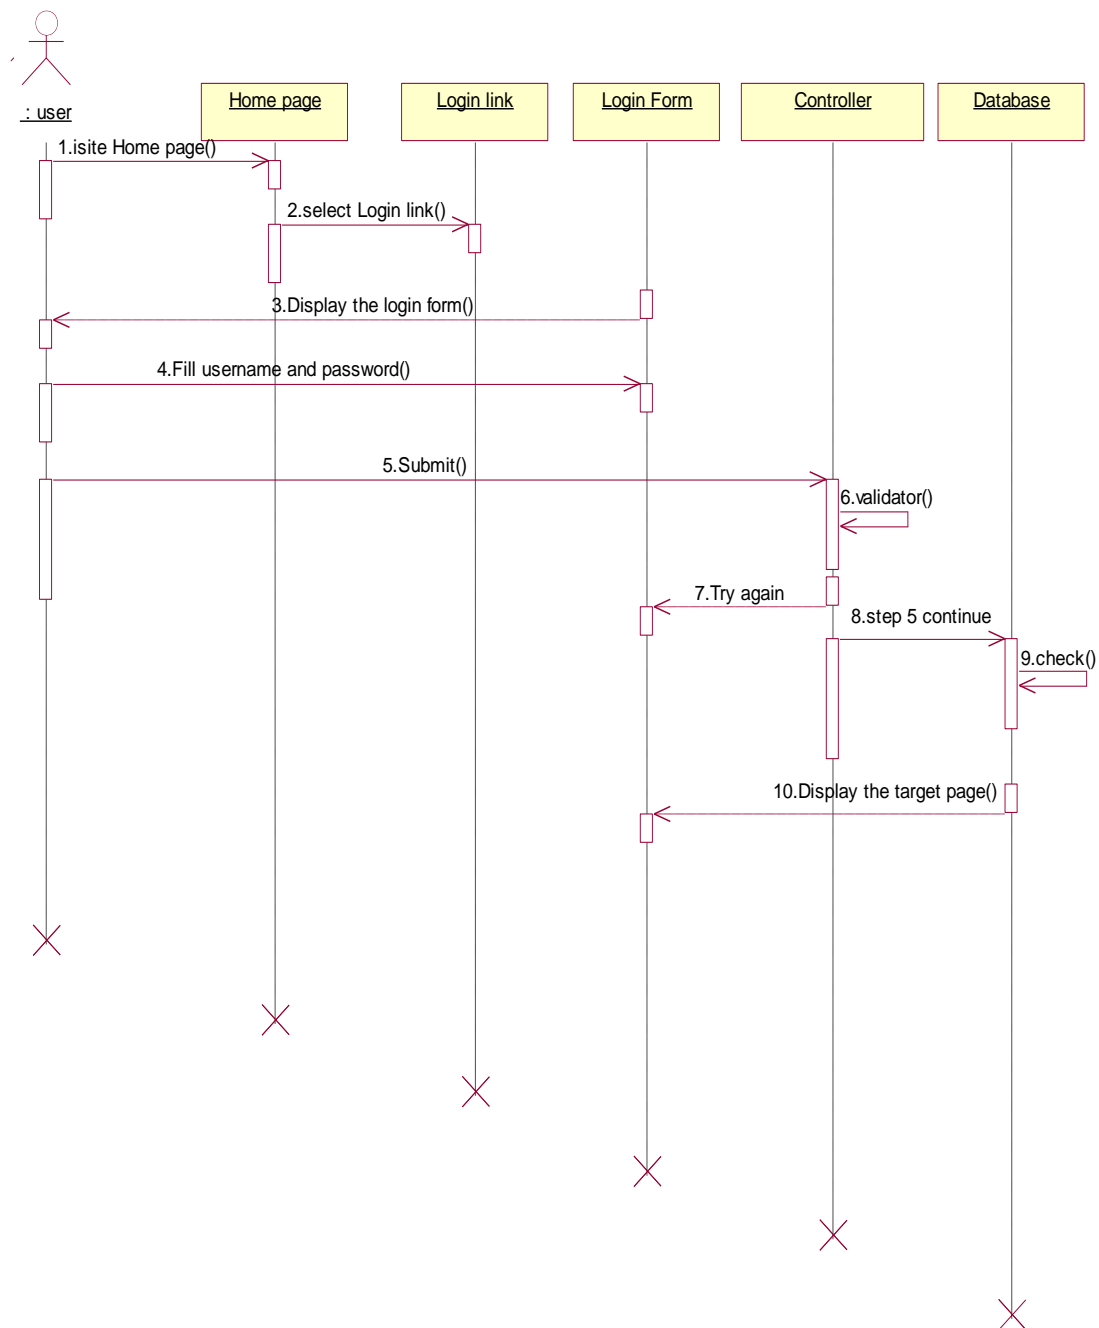 : user
Home page
Login link
Login Form
Controller
Database
1.isite Home page()
2.select Login link()
3.Display the login form()
4.Fill username and password()
5.Submit()
6.validator()
7.Try again
8.step 5 continue
9.check()
10.Display the target page()